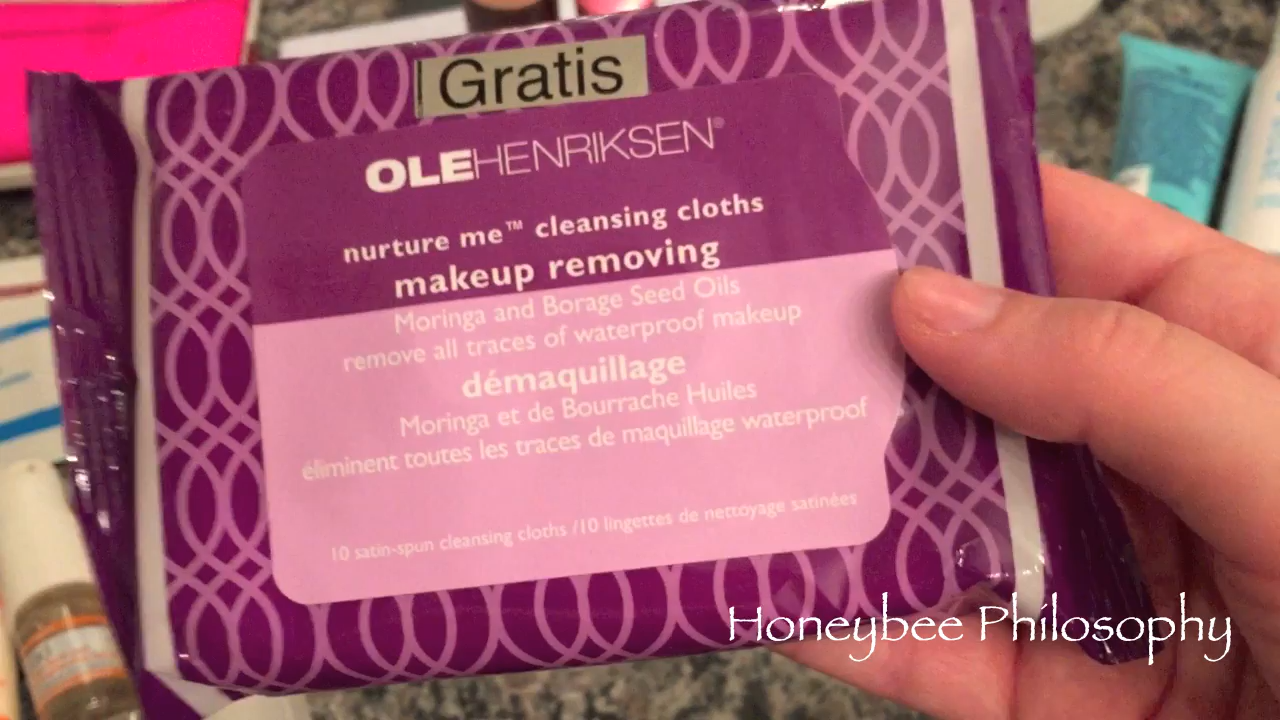 Gratis
OLEHENRIKSEN®
nurture me™ cleansing cloths
makeup removing
Moringa and Borage Seed Oils
remove all traces of waterproof makeup
démaquillage
Moringa et de Bourrache Huiles
éliminent toutes les traces de maquillage waterproof
10 satin-spun cleansing cloths /10 lingettes de nettoyage satinées
Honeybee Philosophy